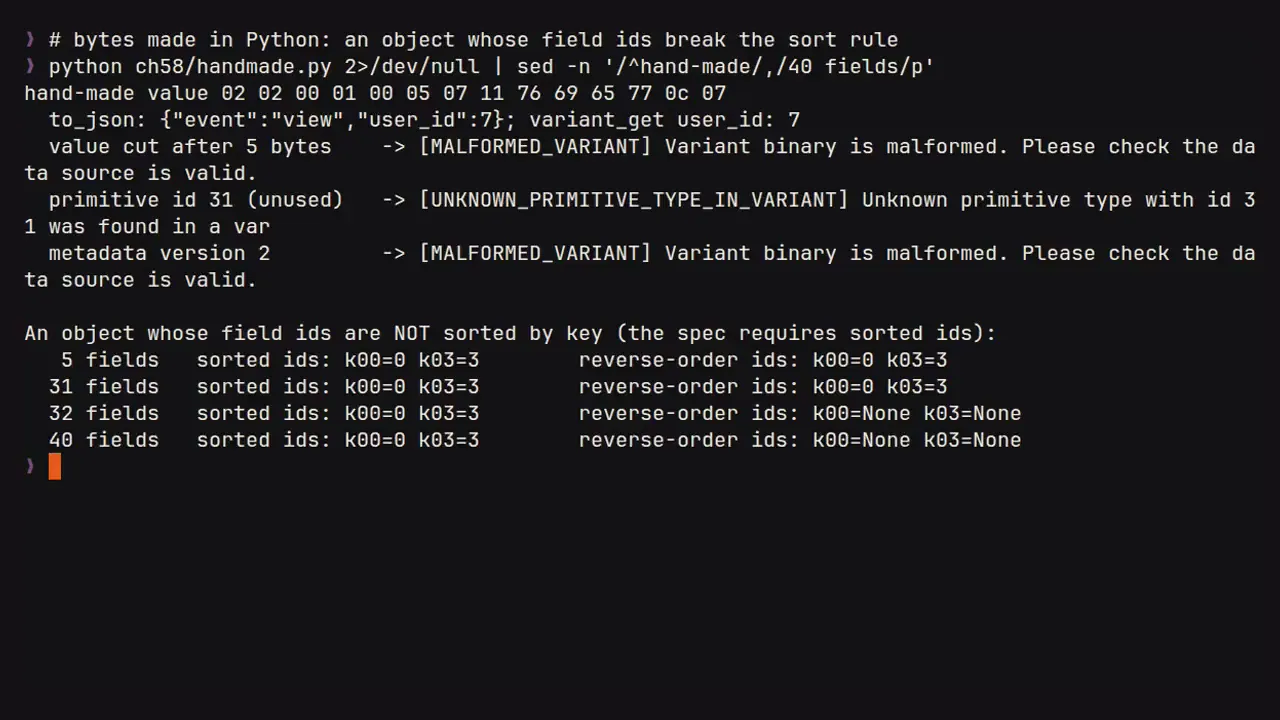 ❯ # bytes made in Python: an object whose field ids break the sort rule
❯ python ch58/handmade.py 2>/dev/null | sed -n '/^hand-made/,/40 fields/p'
hand-made value 02 02 00 01 00 05 07 11 76 69 65 77 0c 07
  to_json: {"event":"view","user_id":7}; variant_get user_id: 7
  value cut after 5 bytes    -> [MALFORMED_VARIANT] Variant binary is malformed. Please check the da
ta source is valid.
  primitive id 31 (unused)   -> [UNKNOWN_PRIMITIVE_TYPE_IN_VARIANT] Unknown primitive type with id 3
1 was found in a var
  metadata version 2         -> [MALFORMED_VARIANT] Variant binary is malformed. Please check the da
ta source is valid.
An object whose field ids are NOT sorted by key (the spec requires sorted ids):
   5 fields   sorted ids: k00=0 k03=3        reverse-order ids: k00=0 k03=3
  31 fields   sorted ids: k00=0 k03=3        reverse-order ids: k00=0 k03=3
  32 fields   sorted ids: k00=0 k03=3        reverse-order ids: k00=None k03=None
  40 fields   sorted ids: k00=0 k03=3        reverse-order ids: k00=None k03=None
❯